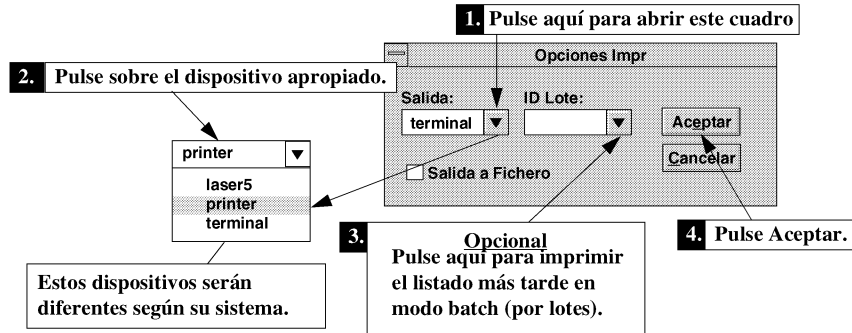 1. Pulse aquí para abrir este cuadro
Opciones Impr
2. Pulse sobre el dispositivo apropiado.
Salida:
ID Lote:
terminal
Aceptar
Cancelar
Salida a Fichero
printer
laser5
printer
terminal
3. Opcional
Pulse aquí para imprimir
el listado más tarde en
modo batch (por lotes).
4. Pulse Aceptar.
Estos dispositivos serán
diferentes según su sistema.